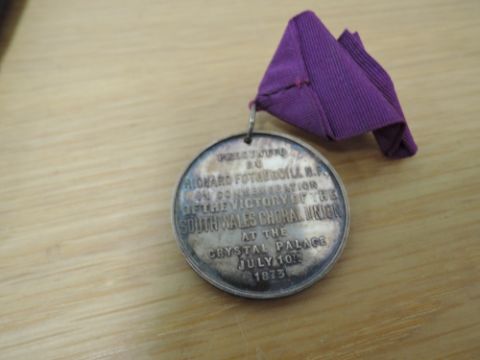 PRESENTED
BY
RICHARD FOTHERGILL M.P.
IN COMMEMORATION
OF THE VICTORY OF THE
SOUTH WALES CHORAL UNION
AT THE
CRYSTAL PALACE
JULY 10TH
1873